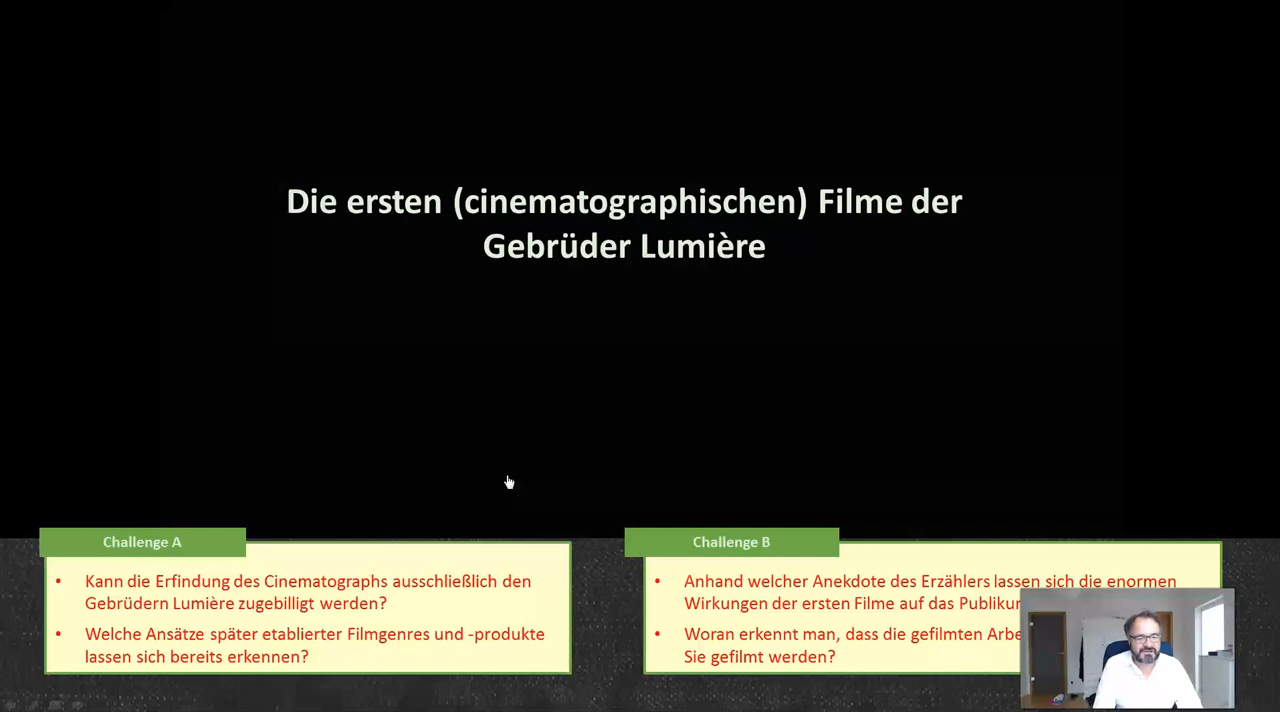 Die ersten (cinematographischen) Filme der
Gebrüder Lumière
Challenge A
• Kann die Erfindung des Cinematographs ausschließlich den
Gebrüdern Lumière zugebilligt werden?
• Welche Ansätze später etablierter Filmgenres und -produkte
lassen sich bereits erkennen?
Challenge B
• Anhand welcher Anekdote des Erzählers lassen sich die enormen
Wirkungen der ersten Filme auf das
• Woran erkennt man, dass die gefilmten
Sie gefilmt werden?